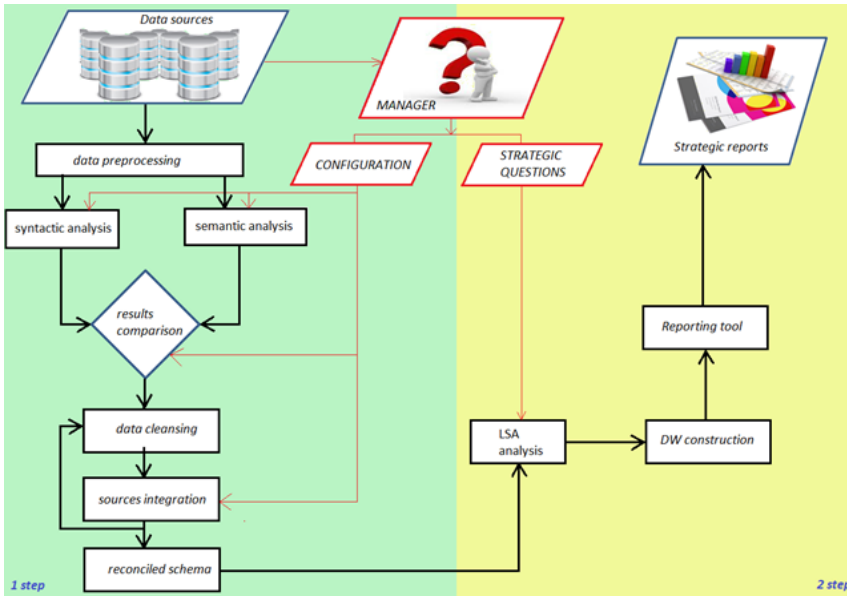 Data sources
MANAGER
Strategic reports
data preprocessing
CONFIGURATION
STRATEGIC
QUESTIONS
syntactic analysis
semantic analysis
results
comparison
Reporting tool
data cleansing
LSA
analysis
DW construction
sources integration
reconciled schema
1 step
2 step